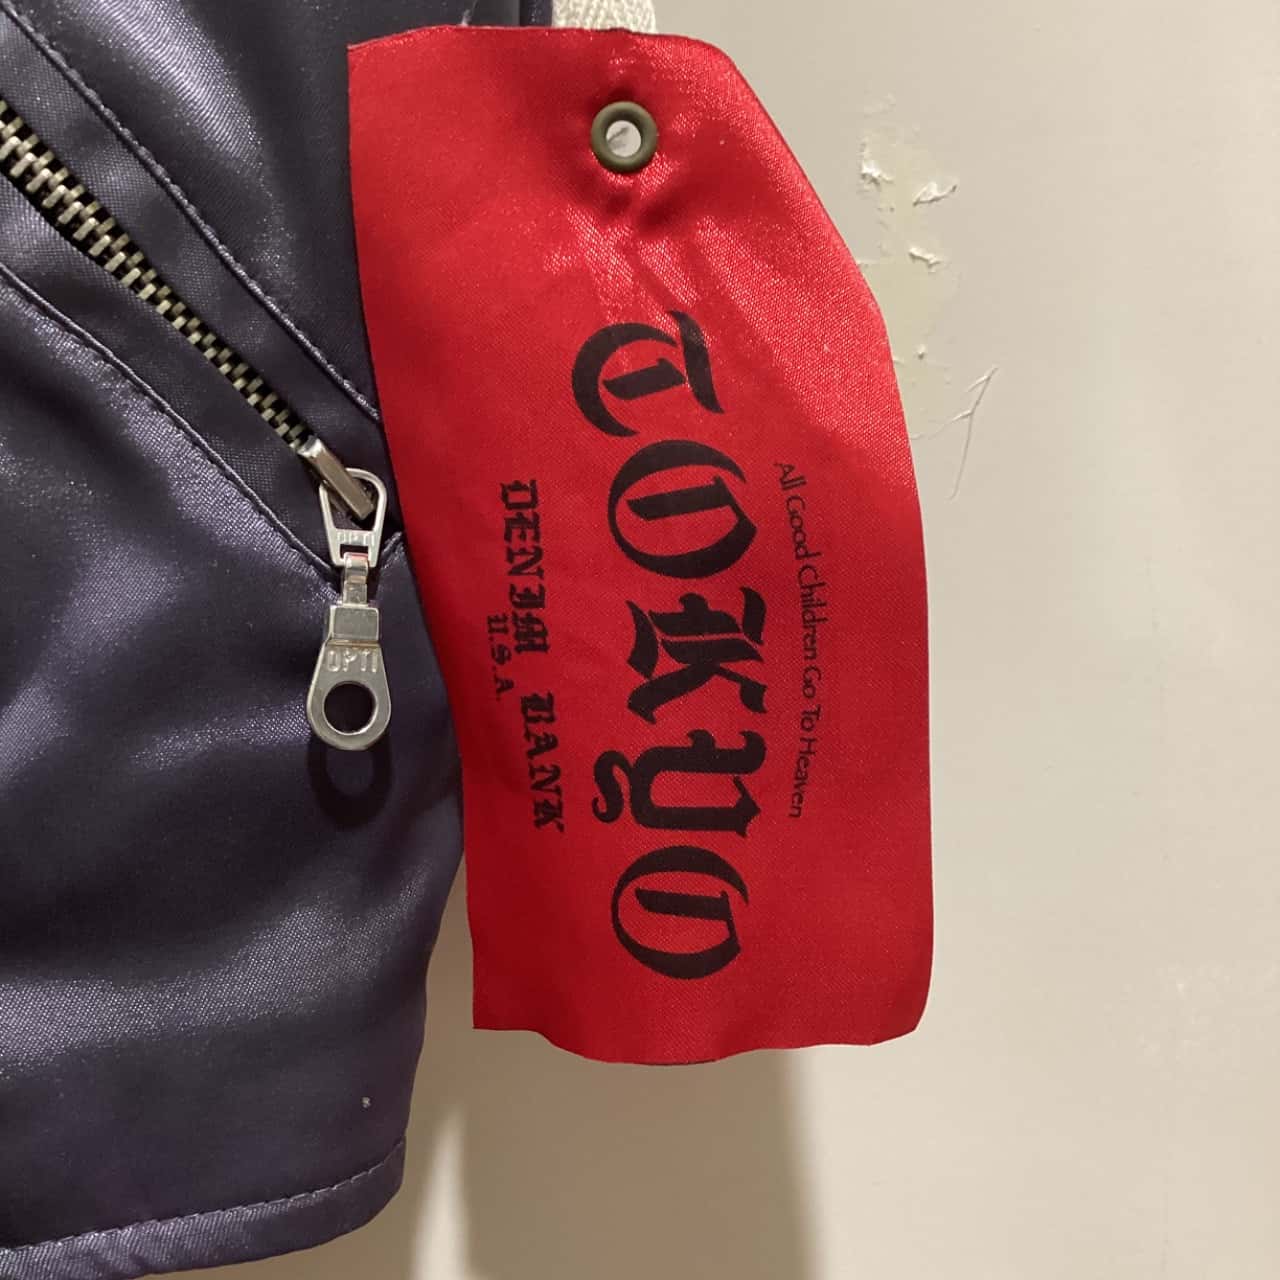 All Good Children Go To Heaven
TOKYO
DENIM BANK
U.S.A.
OPTI
OPTI